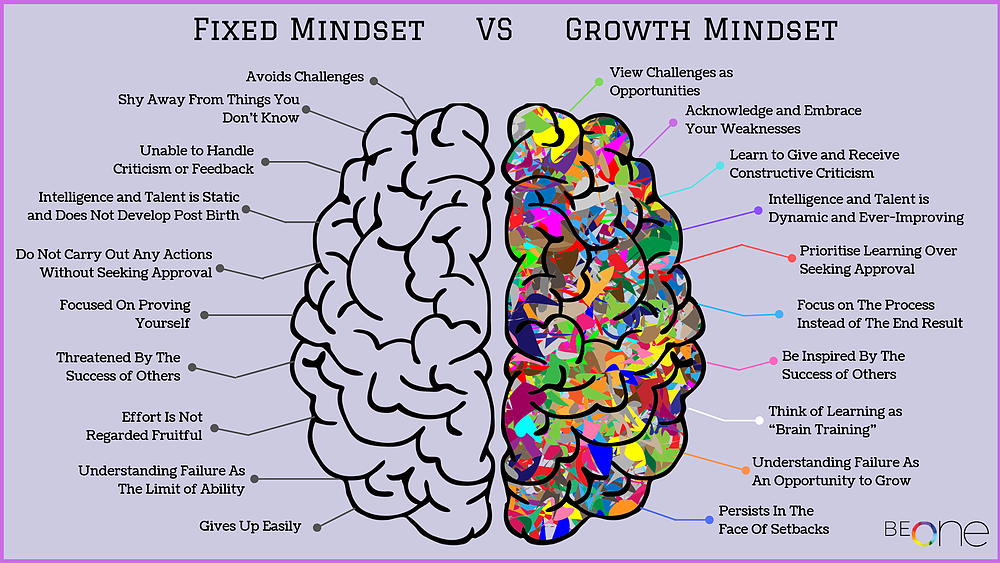 FIXED MINDSET VS GROWTH MINDSET
Avoids Challenges
Shy Away From Things You
Don't Know
Unable to Handle
Criticism or Feedback
Intelligence and Talent is Static
and Does Not Develop Post Birth
Do Not Carry Out Any Actions
Without Seeking Approval
Focused On Proving
Yourself
Threatened By The
Success of Others
Effort Is Not
Regarded Fruitful
Understanding Failure As
The Limit of Ability
Gives Up Easily
View Challenges as
Opportunities
Acknowledge and Embrace
Your Weaknesses
Learn to Give and Receive
Constructive Criticism
Intelligence and Talent is
Dynamic and Ever-Improving
Prioritise Learning Over
Seeking Approval
Focus on The Process
Instead of The End Result
Be Inspired By The
Success of Others
Think of Learning as
“Brain Training”
Understanding Failure As
An Opportunity to Grow
Persists In The
Face Of Setbacks
BEOne